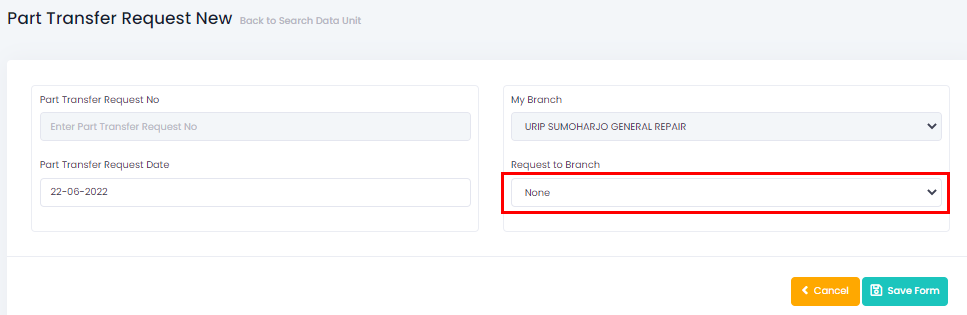 Part Transfer Request New Back to Search Data Unit
Part Transfer Request No
Enter Part Transfer Request No
Part Transfer Request Date
22-06-2022
My Branch
URIP SUMOHARJO GENERAL REPAIR
Request to Branch
None
Cancel
Save Form